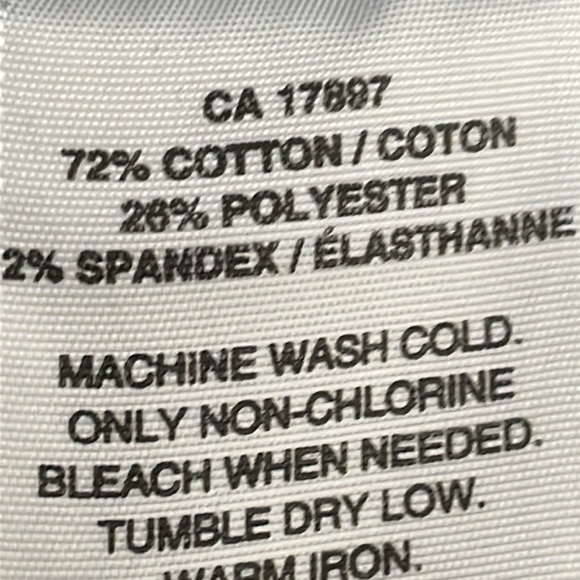 CA 17897
72% COTTON / COTON
26% POLYESTER
2% SPANDEX / ÉLASTHANNE
MACHINE WASH COLD.
ONLY NON-CHLORINE
BLEACH WHEN NEEDED.
TUMBLE DRY LOW.
WARM IRON.